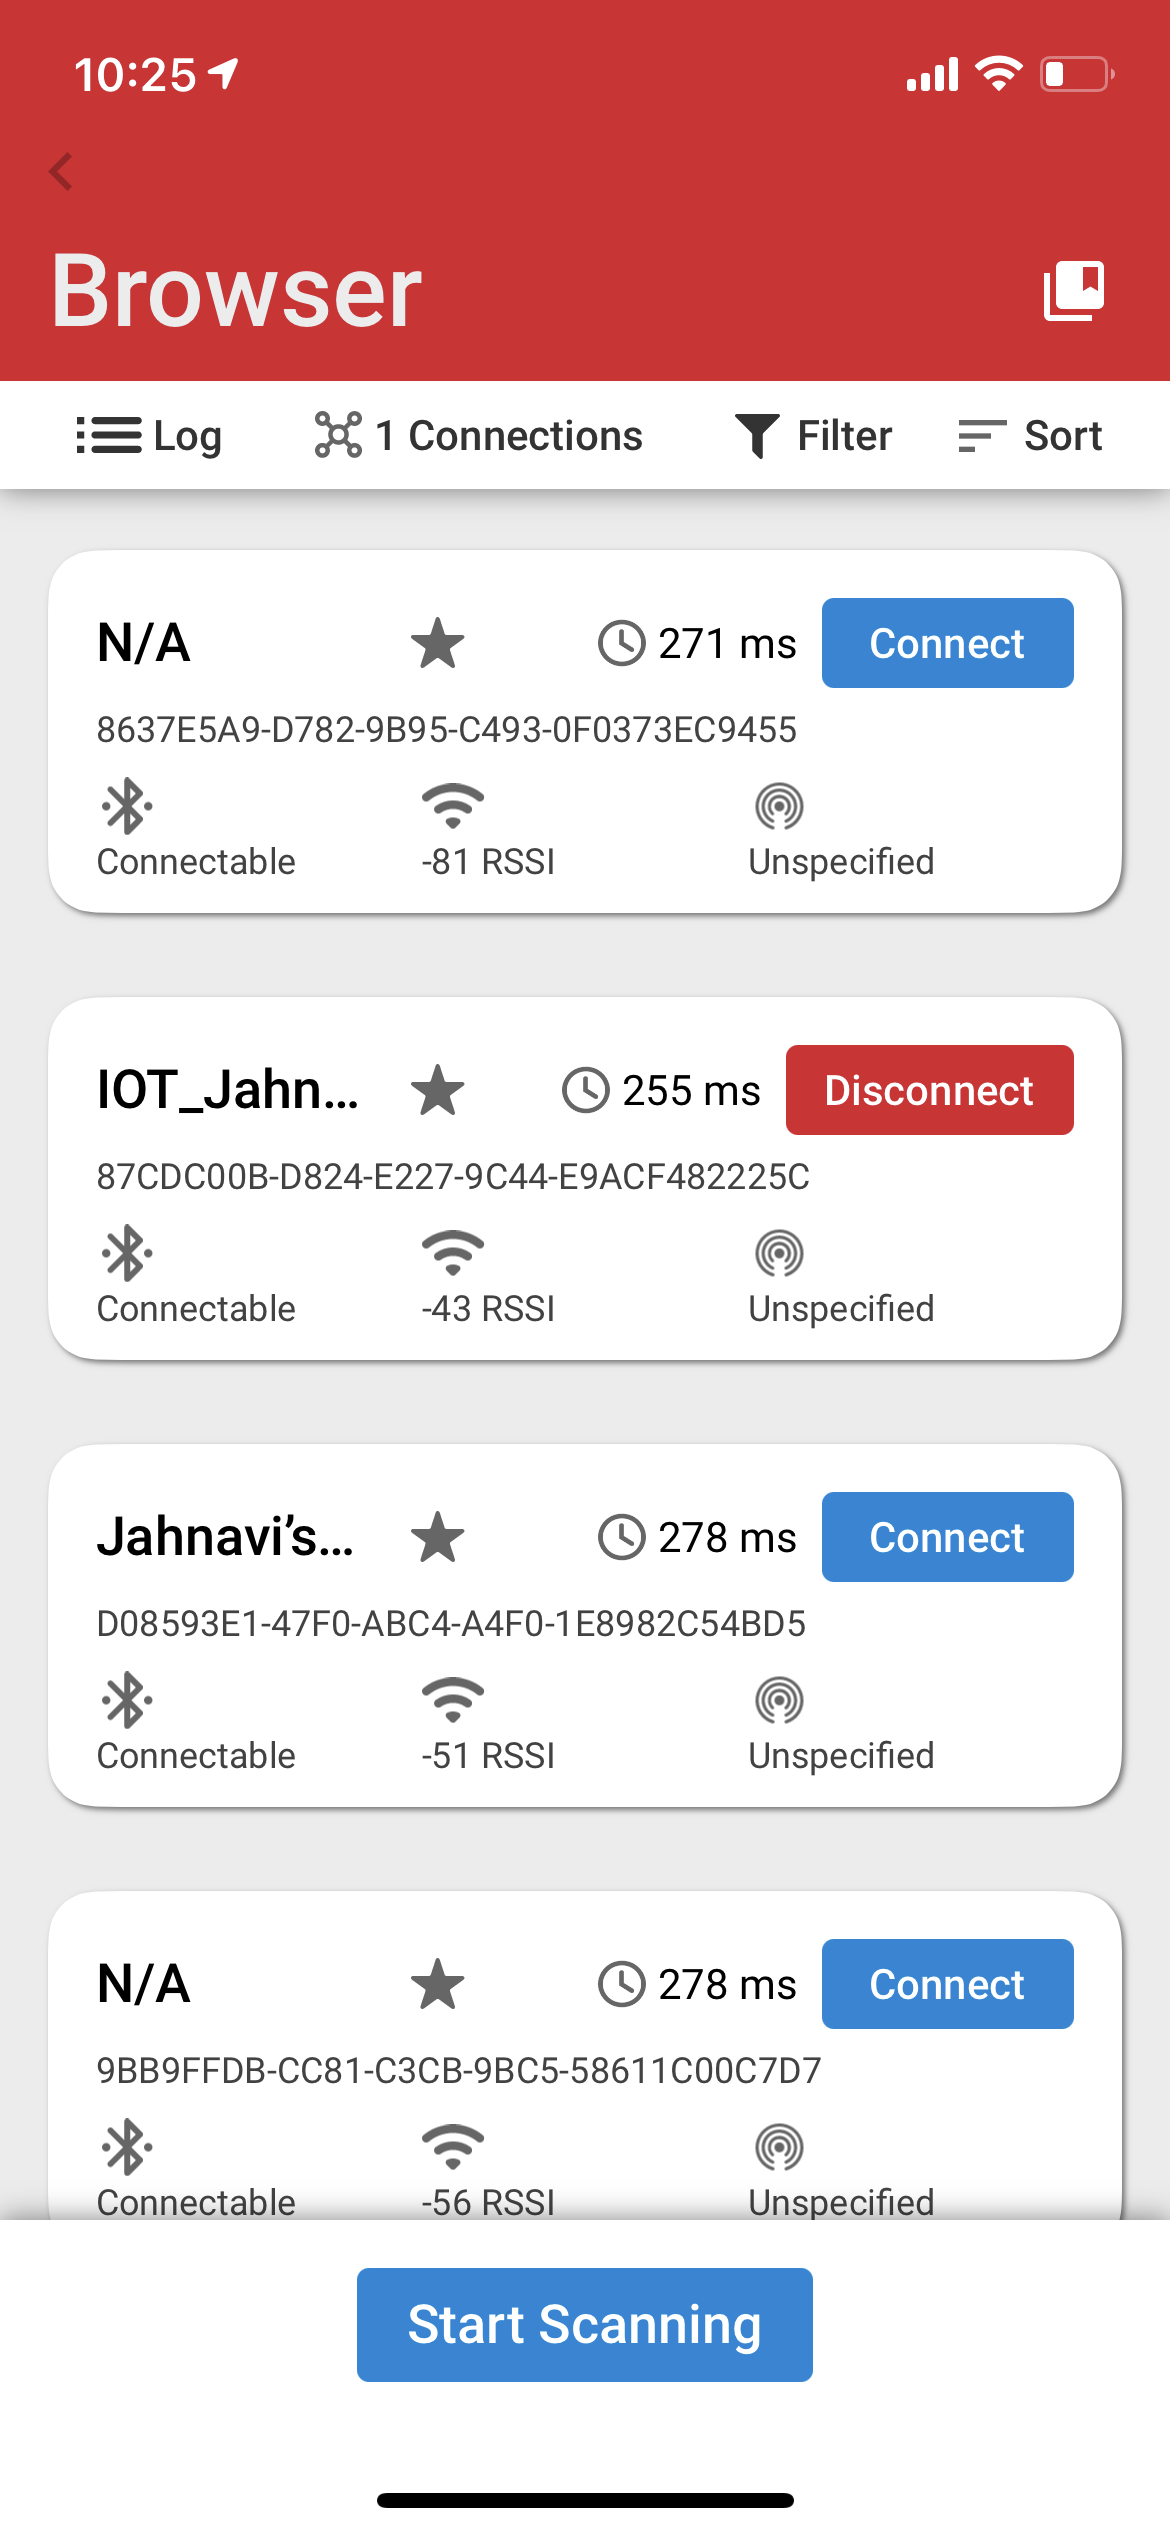 10:25
Browser
Log 1 Connections Filter Sort
N/A 271 ms Connect
8637E5A9-D782-9B95-C493-0F0373EC9455
Connectable -81 RSSI Unspecified
IOT_Jahn... 255 ms Disconnect
87CDC00B-D824-E227-9C44-E9ACF482225C
Connectable -43 RSSI Unspecified
Jahnavi’s... 278 ms Connect
D08593E1-47F0-ABC4-A4F0-1E8982C54BD5
Connectable -51 RSSI Unspecified
N/A 278 ms Connect
9BB9FFDB-CC81-C3CB-9BC5-58611C00C7D7
Connectable -56 RSSI Unspecified
Start Scanning